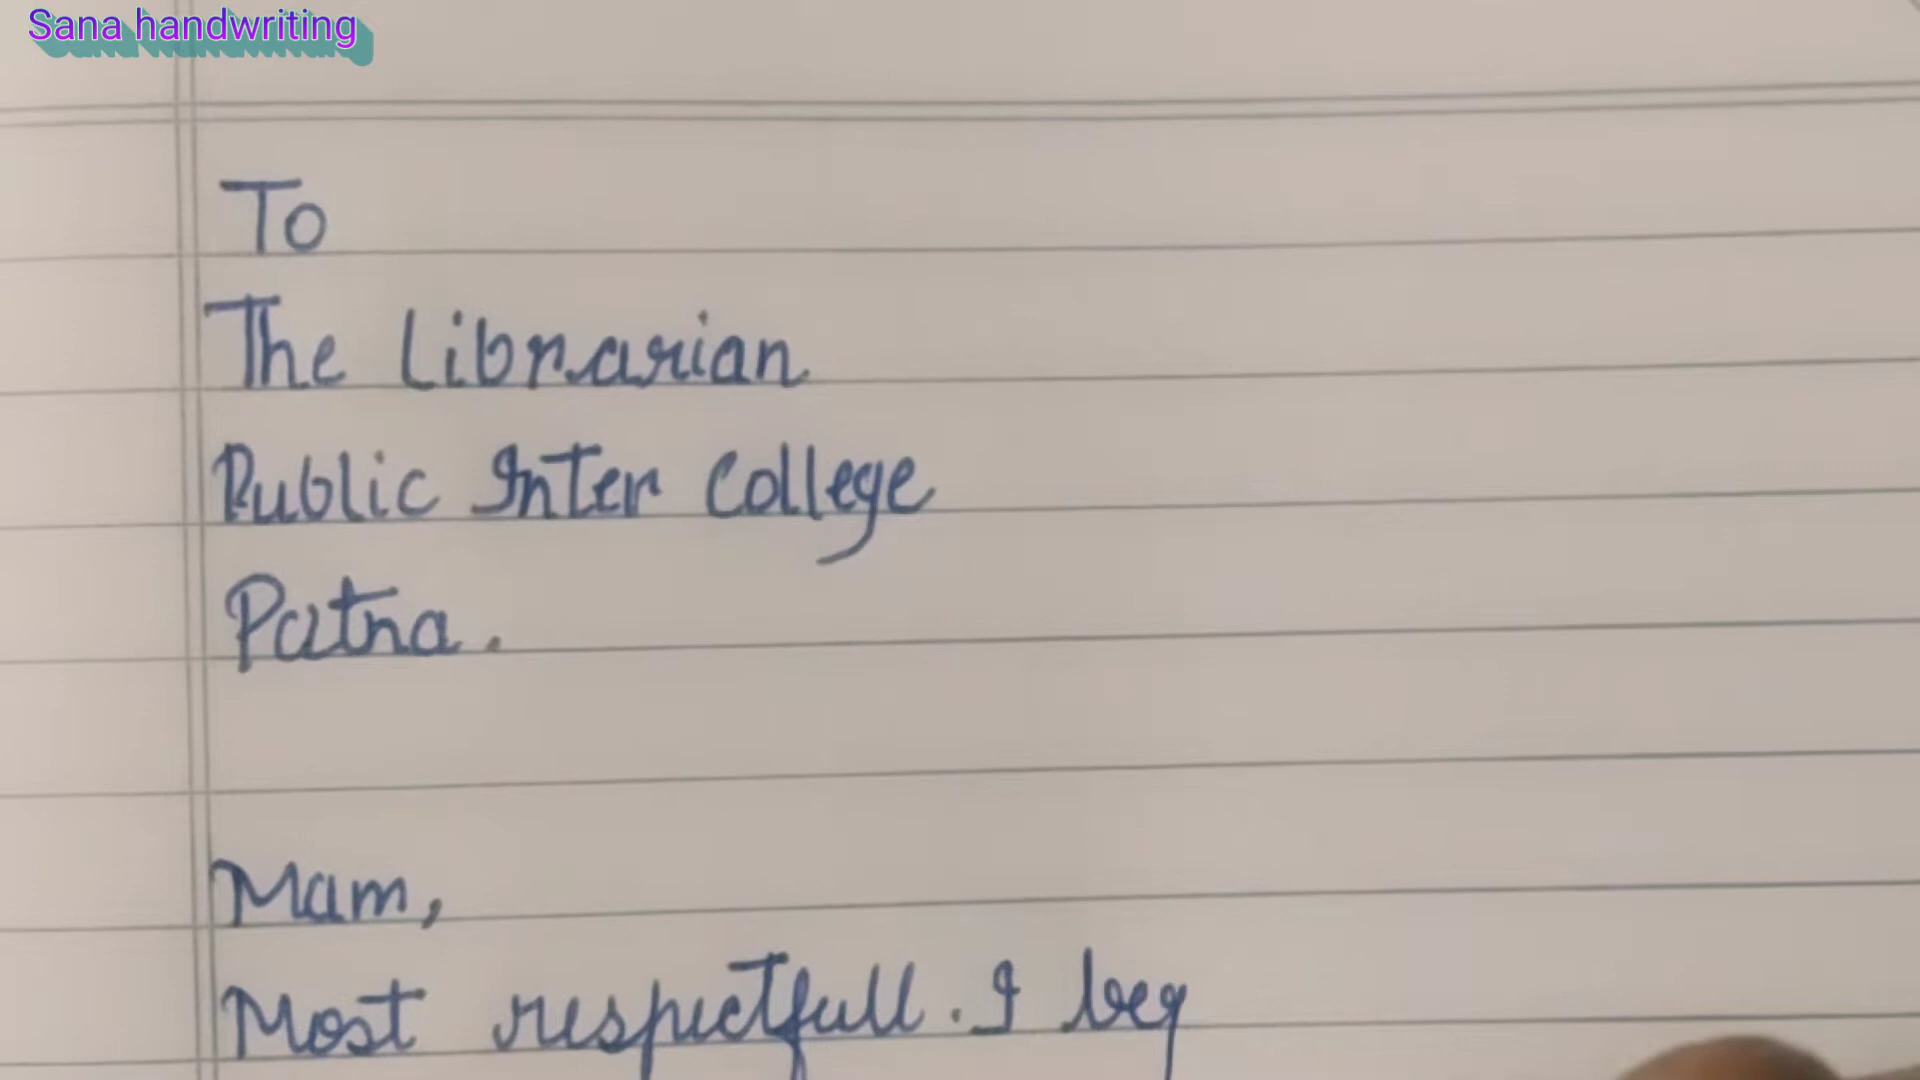 Sana handwriting
To
The Librarian
Public Inter College
Patna.
Mam,
Most respectfull. I beg